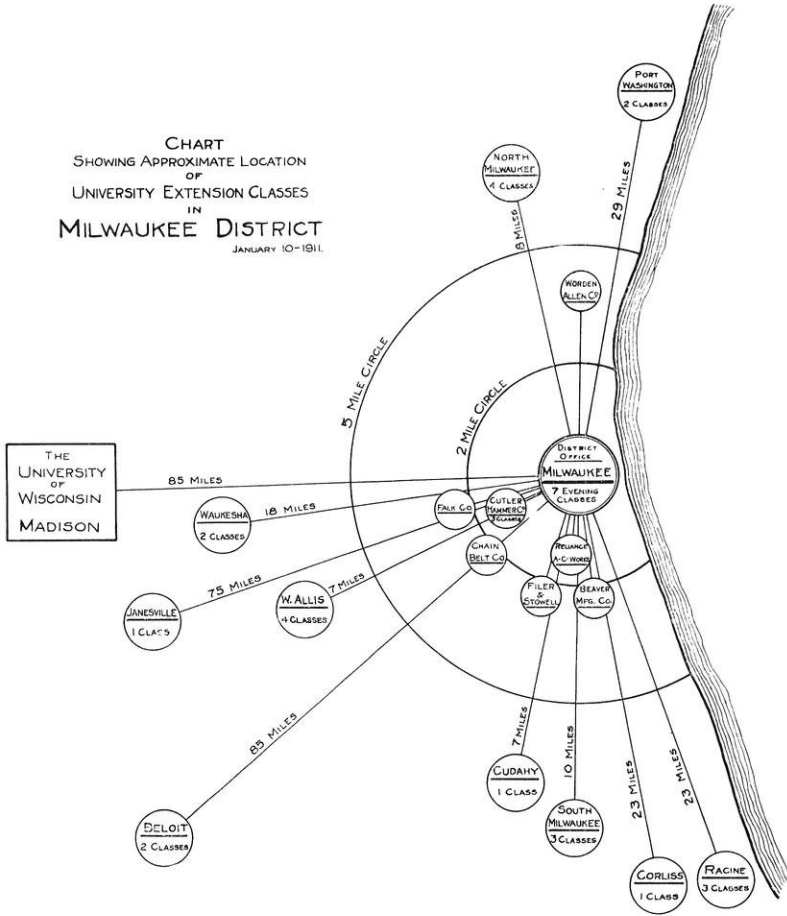 CHART
SHOWING APPROXIMATE LOCATION
OF
UNIVERSITY EXTENSION CLASSES
IN
MILWAUKEE DISTRICT
JANUARY 10-1911.
PORT
WASHINGTON
2 CLASSES
29 MILES
NORTH
MILWAUKEE
4 CLASSES
8 MILES
WORDEN
ALLEN CO
5 MILE CIRCLE
2 MILE CIRCLE
DISTRICT
OFFICE
MILWAUKEE
7 EVENING
CLASSES
THE
UNIVERSITY
OF
WISCONSIN
MADISON
85 MILES
WAUKESHA
2 CLASSES
18 MILES
FALK CO.
CUTLER
HAMMER CO
3 CLASSES
CHAIN
BELT CO.
RELIANCE
A-C-WORKS
FILER
&
STOWELL
BEAVER
MFG. CO.
JANESVILLE
1 CLASS
75 MILES
W. ALLIS
4 CLASSES
7 MILES
BELOIT
2 CLASSES
85 MILES
CUDAHY
1 CLASS
7 MILES
SOUTH
MILWAUKEE
3 CLASSES
10 MILES
CORLISS
1 CLASS
23 MILES
RACINE
3 CLASSES
23 MILES